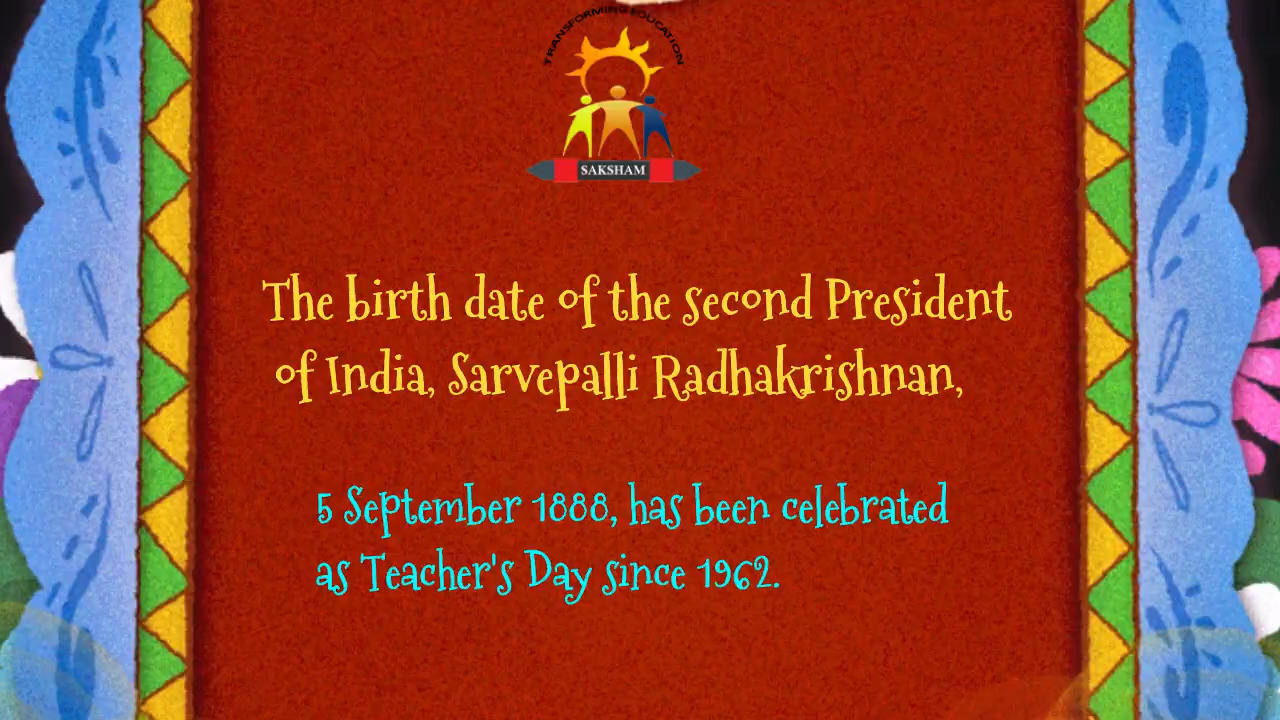 TRANSFORMING EDUCATION
SAKSHAM
The birth date of the second President
of India, Sarvepalli Radhakrishnan,
5 September 1888, has been celebrated
as Teacher's Day since 1962.